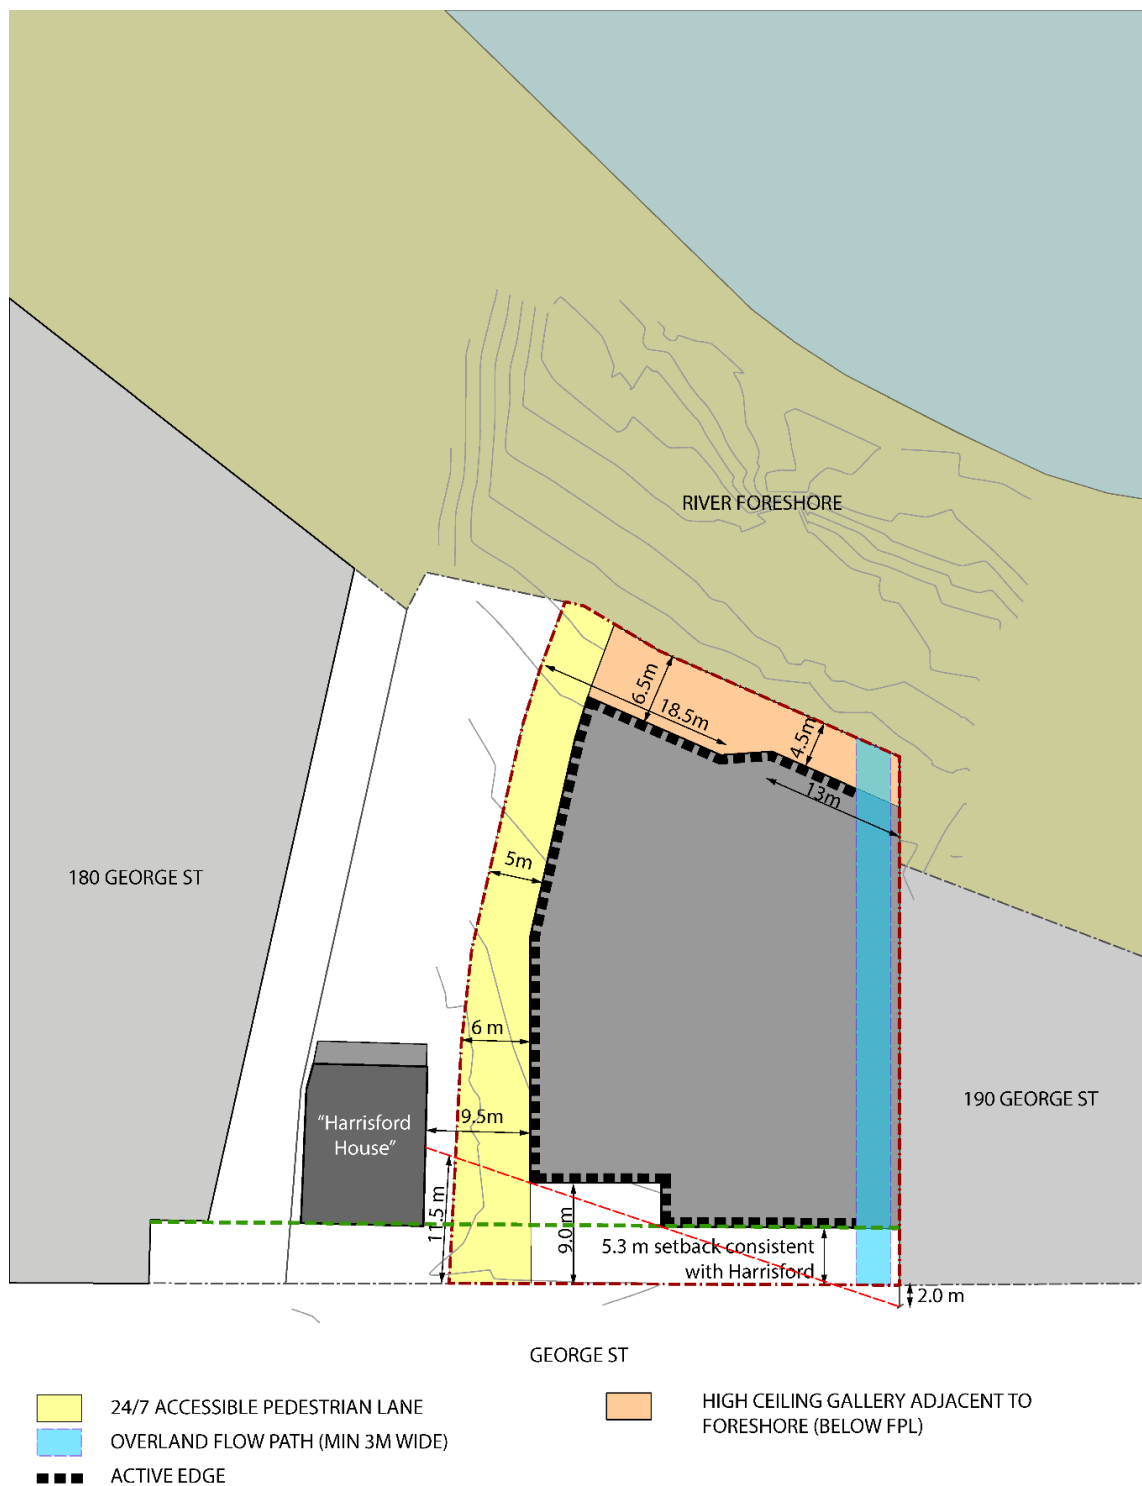 RIVER FORESHORE
6.5m
18.5m
4.5m
13m
180 GEORGE ST
5m
6 m
190 GEORGE ST
9.5m
“Harrisford
House”
11.5 m
9.0 m
5.3 m setback consistent
with Harrisford
2.0 m
GEORGE ST
24/7 ACCESSIBLE PEDESTRIAN LANE
OVERLAND FLOW PATH (MIN 3M WIDE)
ACTIVE EDGE
HIGH CEILING GALLERY ADJACENT TO
FORESHORE (BELOW FPL)